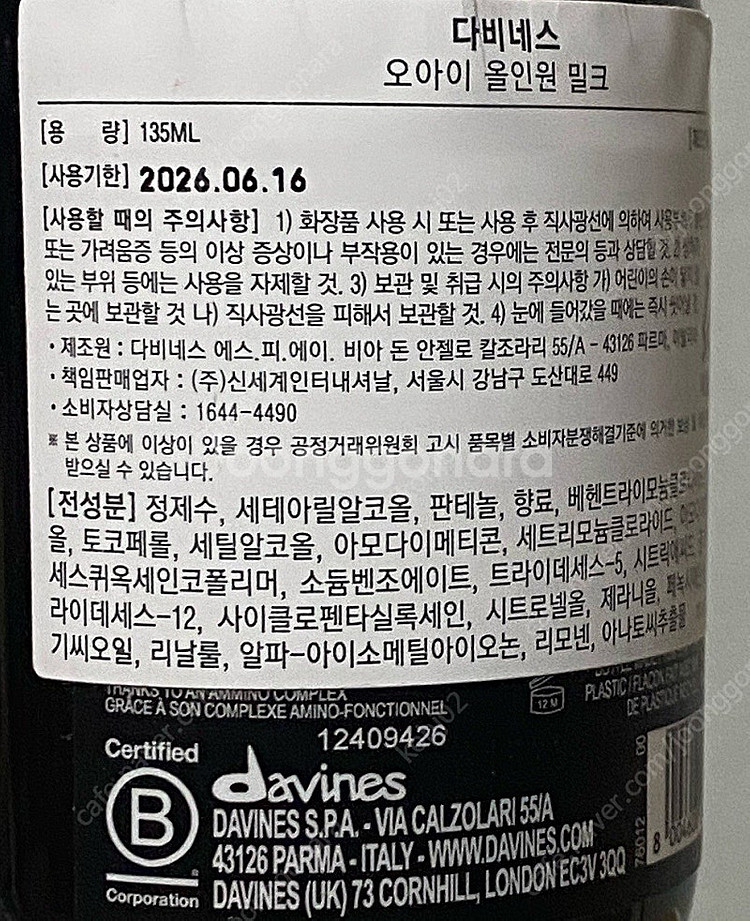 다비네스
오아이 올인원 밀크
[용 량] 135ML
[사용기한] 2026.06.16
[사용할 때의 주의사항] 1) 화장품 사용 시 또는 사용 후 직사광선에 의하여
또는 가려움증 등의 이상 증상이나 부작용이 있는 경우에는 전문의 등과 상담할 것.
있는 부위 등에는 사용을 자제할 것. 3) 보관 및 취급 시의 주의사항 가) 어린이의 손이
는 곳에 보관할 것 나) 직사광선을 피해서 보관할 것. 4) 눈에 들어갔을 때에는 즉시
• 제조원 : 다비네스 에스.피.에이. 비아 돈 안젤로 칼조라리 55/A - 43126 파르마,
• 책임판매업자 : (주)신세계인터내셔날, 서울시 강남구 도산대로 449
• 소비자상담실 : 1644-4490
※ 본 상품에 이상이 있을 경우 공정거래위원회 고시 품목별 소비자분쟁해결기준에 의거한 보상을
받으실 수 있습니다.
[전성분] 정제수, 세테아릴알코올, 판테놀, 향료,
올, 토코페롤, 세틸알코올, 아모다이메티콘, 세트리모늄클로라이드,
세스퀴옥세인코폴리머, 소듐벤조에이트, 트라이데세스-5,
라이데세스-12, 사이클로펜타실록세인, 시트로넬올, 제라니올,
기씨오일, 리날룰, 알파-아이소메틸아이오논, 리모넨, 아나토씨추출물
THANKS TO AN AMMINO COMPLEX
GRÂCE À SON COMPLEXE AMINO-FONCTIONNEL
12 M
PLASTIC / FLACON
DE PLASTIQUE
12409426
Certified
B
Corporation
davines
DAVINES S.P.A. - VIA CALZOLARI 55/A
43126 PARMA - ITALY - WWW.DAVINES.COM
DAVINES (UK) 73 CORNHILL, LONDON EC3V 3QQ
76012 00
joonggonara